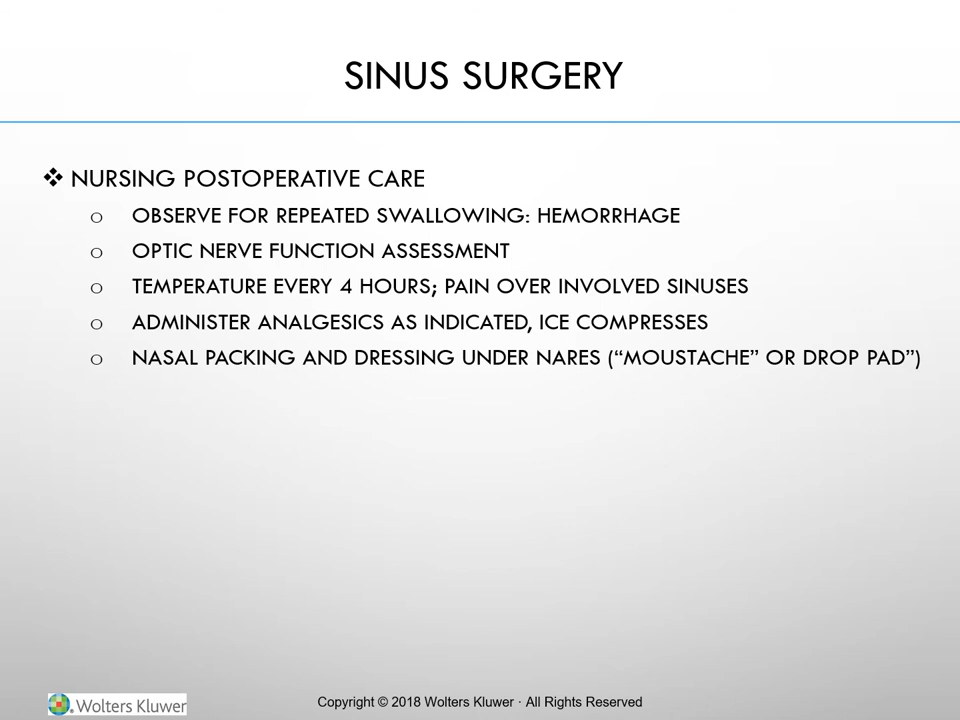 SINUS SURGERY
❖ NURSING POSTOPERATIVE CARE
o OBSERVE FOR REPEATED SWALLOWING: HEMORRHAGE
o OPTIC NERVE FUNCTION ASSESSMENT
o TEMPERATURE EVERY 4 HOURS; PAIN OVER INVOLVED SINUSES
o ADMINISTER ANALGESICS AS INDICATED, ICE COMPRESSES
o NASAL PACKING AND DRESSING UNDER NARES (“MOUSTACHE” OR DROP PAD”)
Wolters Kluwer
Copyright © 2018 Wolters Kluwer · All Rights Reserved